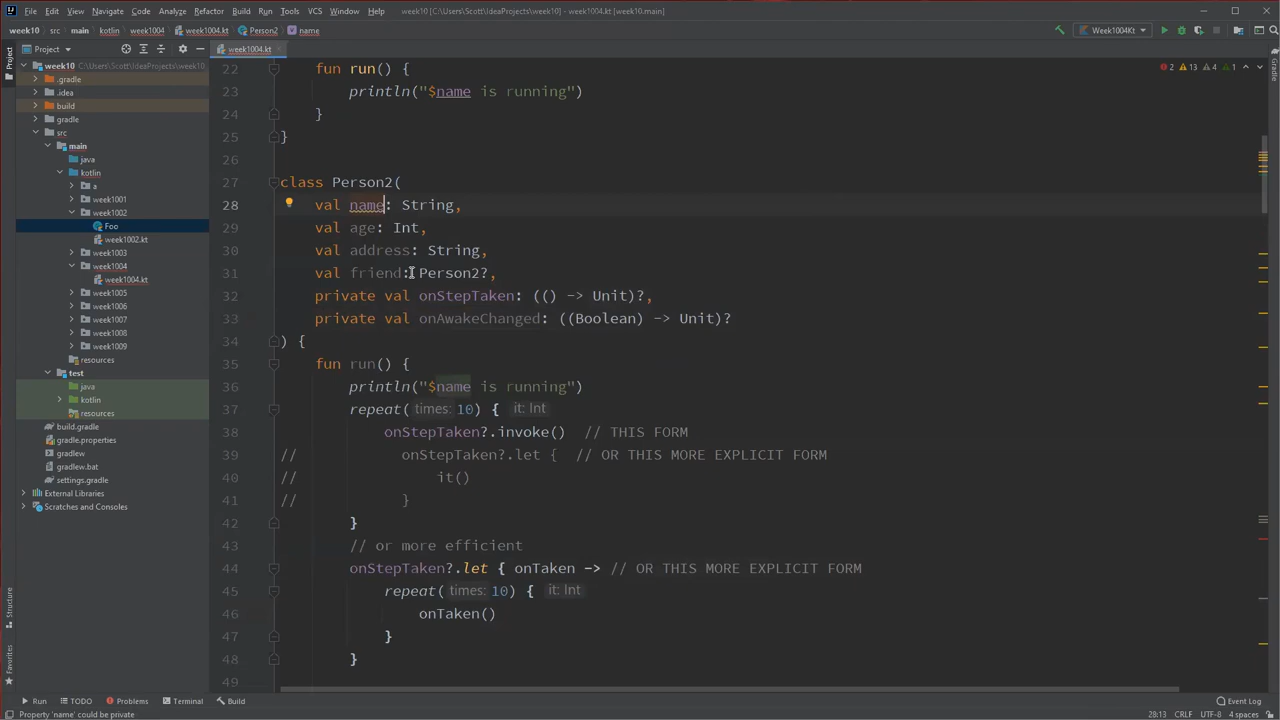 File Edit View Navigate Code Analyze Refactor Build Run Tools VCS Window Help week10 [C:\Users\Scott\IdeaProjects\week10] - ...\week1004.kt [week10.main]
week10 src main kotlin week1004 week1004.kt Person2 name Week1004Kt
Project week1004.kt
Project
week10 C:\Users\Scott\IdeaProjects\week10
.gradle
.idea
build
gradle
src
main
java
kotlin
a
week1001
week1002
Foo
week1002.kt
week1003
week1004
week1004.kt
week1005
week1006
week1007
week1008
week1009
resources
test
java
kotlin
resources
build.gradle
gradle.properties
gradlew
gradlew.bat
settings.gradle
External Libraries
Scratches and Consoles
Structure
Favorites
Gradle
2 13 4 1
22 fun run() {
23 println("$name is running")
24 }
25 }
26
27 class Person2(
28 val name: String,
29 val age: Int,
30 val address: String,
31 val friend: Person2?,
32 private val onStepTaken: (() -> Unit)?,
33 private val onAwakeChanged: ((Boolean) -> Unit)?
34 ) {
35 fun run() {
36 println("$name is running")
37 repeat( times: 10) { it: Int
38 onStepTaken?.invoke() // THIS FORM
39 // onStepTaken?.let { // OR THIS MORE EXPLICIT FORM
40 // it()
41 // }
42 }
43 // or more efficient
44 onStepTaken?.let { onTaken -> // OR THIS MORE EXPLICIT FORM
45 repeat( times: 10) { it: Int
46 onTaken()
47 }
48 }
49
Run TODO Problems Terminal Build Event Log
Property 'name' could be private 28:13 CRLF UTF-8 4 spaces